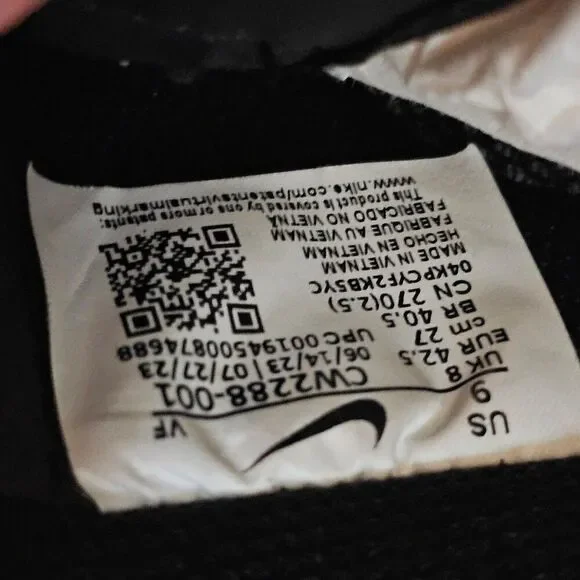 US 9
UK 8
EUR 42.5
cm 27
BR 40.5
CN 270(2.5)
VF
CW2288-001
06/14/23 | 07/27/23
UPC 00194500874688
04KPCYF2KB5YC
MADE IN VIETNAM
HECHO EN VIETNAM
FABRIQUE AU VIETNAM
FABRICADO NO VIETNÃ
This product is covered by one or more patents:
www.nike.com/patentsvirtualmarking